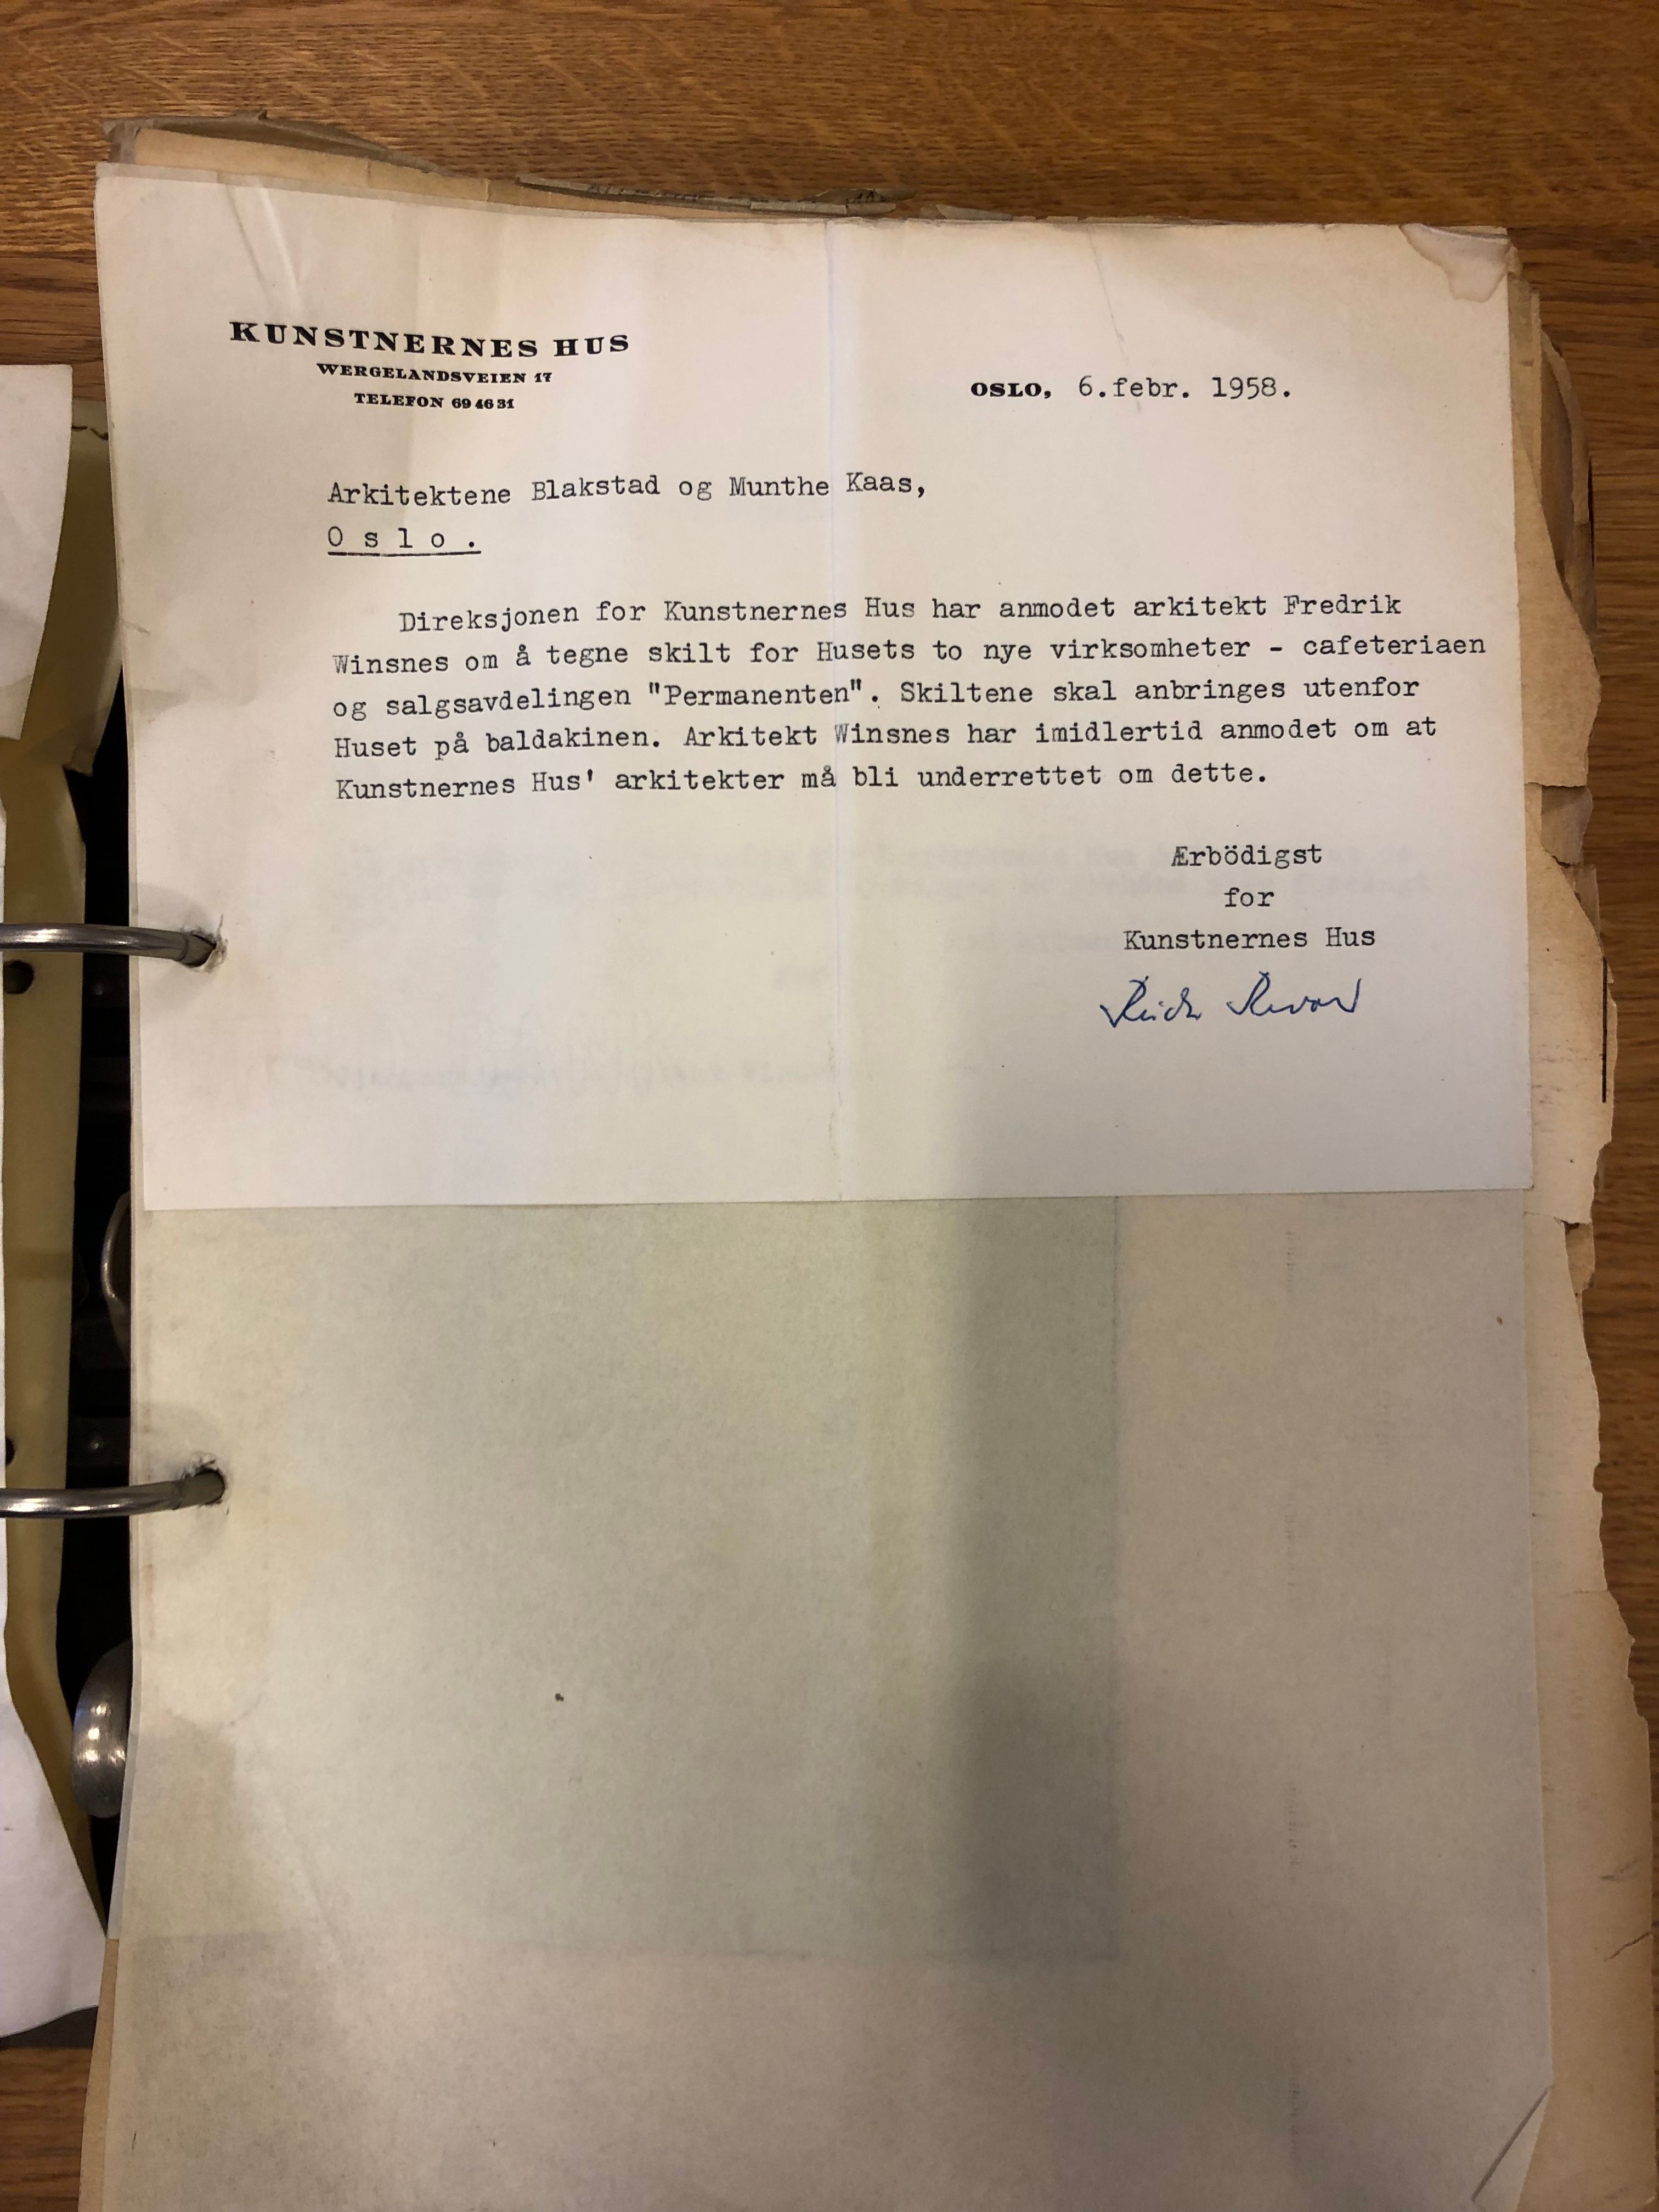 KUNSTNERNES HUS
WERGELANDSVEIEN 17
TELEFON 69 46 31
OSLO, 6.febr. 1958.
Arkitektene Blakstad og Munthe Kaas,
O s l o .
Direksjonen for Kunstnernes Hus har anmodet arkitekt Fredrik
Winsnes om å tegne skilt for Husets to nye virksomheter - cafeteriaen
og salgsavdelingen "Permanenten". Skiltene skal anbringes utenfor
Huset på baldakinen. Arkitekt Winsnes har imidlertid anmodet om at
Kunstnernes Hus' arkitekter må bli underrettet om dette.
Ærbödigst
for
Kunstnernes Hus